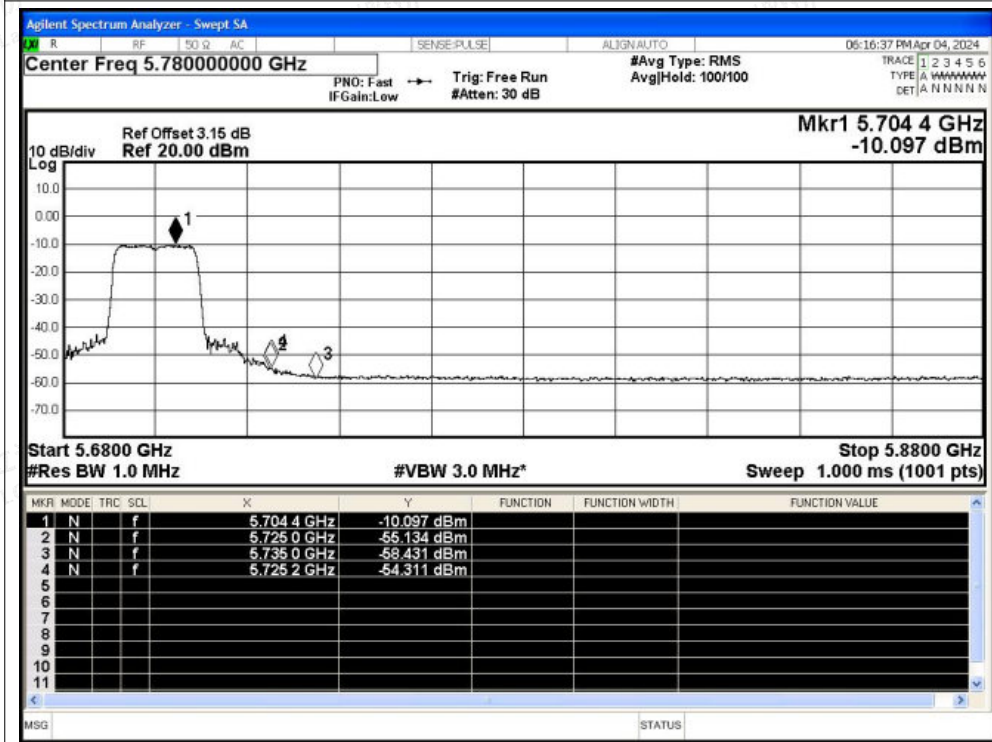 Agilent Spectrum Analyzer - Swept SA
LXI R RF 50 Ω AC SENSE:PULSE ALIGN AUTO 06:16:37 PM Apr 04, 2024
Center Freq 5.780000000 GHz #Avg Type: RMS TRACE 1 2 3 4 5 6
PNO: Fast Trig: Free Run Avg|Hold: 100/100 TYPE A WWWWW
IFGain:Low #Atten: 30 dB DET A N N N N N
Mkr1 5.704 4 GHz
Ref Offset 3.15 dB
10 dB/div Ref 20.00 dBm -10.097 dBm
Log
10.0
0.00
1
-10.0
-20.0
-30.0
-40.0
2 3
-50.0
-60.0
-70.0
Start 5.6800 GHz Stop 5.8800 GHz
#Res BW 1.0 MHz #VBW 3.0 MHz* Sweep 1.000 ms (1001 pts)
MKR MODE TRC SCL X Y FUNCTION FUNCTION WIDTH FUNCTION VALUE
1 N f 5.704 4 GHz -10.097 dBm
2 N f 5.725 0 GHz -55.134 dBm
3 N f 5.735 0 GHz -58.431 dBm
4 N f 5.725 2 GHz -54.311 dBm
5
6
7
8
9
10
11
MSG STATUS